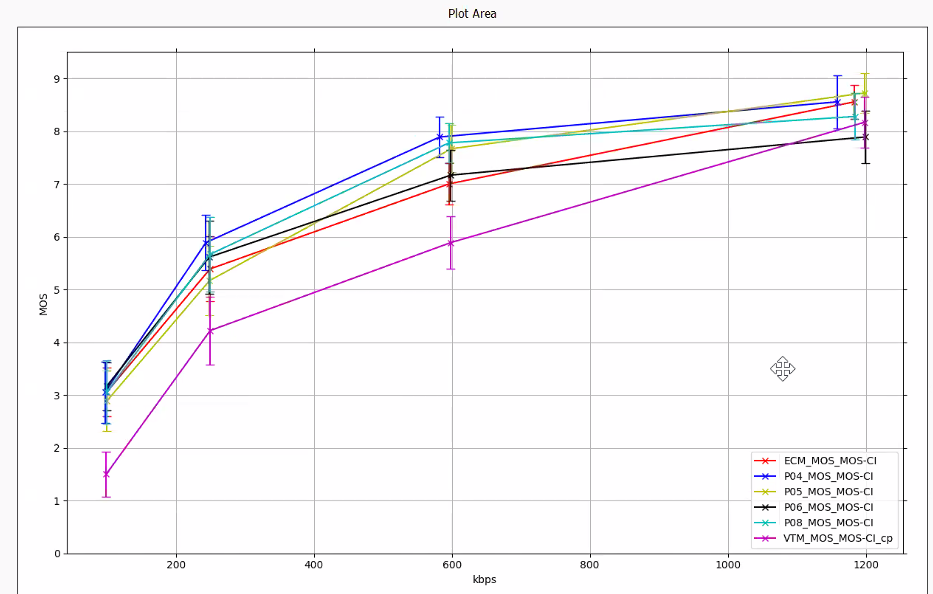 Plot Area
9
8
7
6
5
4
3
2
1
0
MOS
200
400
600
800
1000
1200
kbps
ECM_MOS_MOS-CI
P04_MOS_MOS-CI
P05_MOS_MOS-CI
P06_MOS_MOS-CI
P08_MOS_MOS-CI
VTM_MOS_MOS-CI_cp